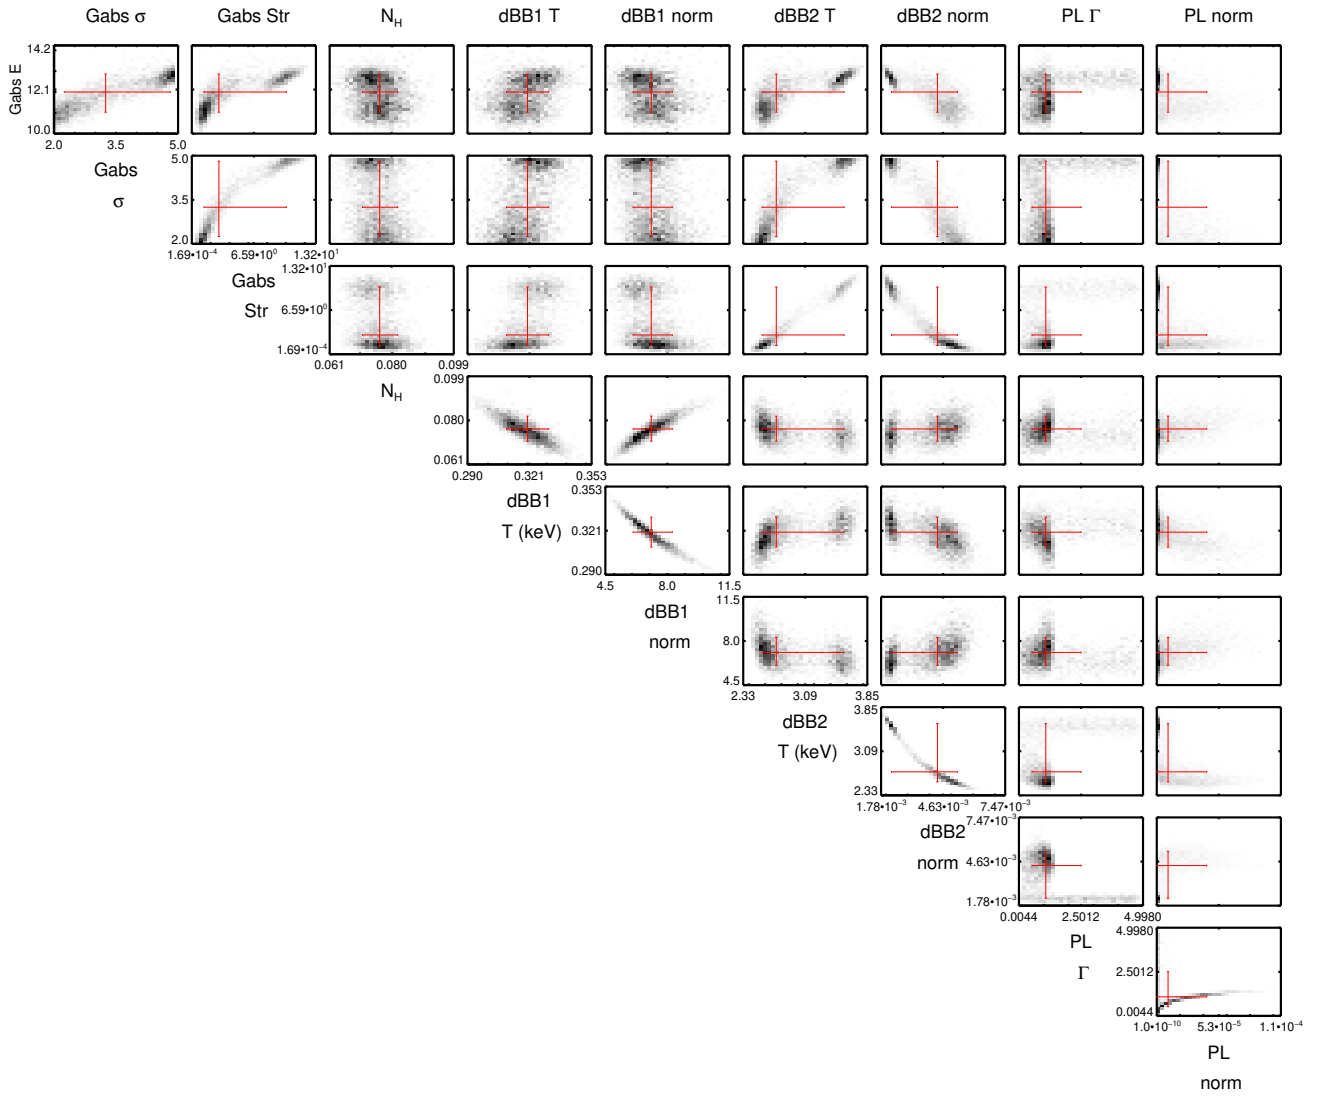 Gabs σ Gabs Str N_H dBB1 T dBB1 norm dBB2 T dBB2 norm PL Γ PL norm
Gabs E
14.2
12.1
10.0
2.0 3.5 5.0
Gabs
σ
5.0
3.5
2.0
1.69•10⁻⁴ 6.59•10⁰ 1.32•10¹
Gabs
Str
1.32•10¹
6.59•10⁰
1.69•10⁻⁴
0.061 0.080 0.099
N_H
0.099
0.080
0.061
0.290 0.321 0.353
dBB1
T (keV)
0.353
0.321
0.290
4.5 8.0 11.5
dBB1
norm
11.5
8.0
4.5
2.33 3.09 3.85
dBB2
T (keV)
3.85
3.09
2.33
1.78•10⁻³ 4.63•10⁻³ 7.47•10⁻³
dBB2
norm
7.47•10⁻³
4.63•10⁻³
1.78•10⁻³
0.0044 2.5012 4.9980
PL
Γ
4.9980
2.5012
0.0044
1.0•10⁻¹⁰ 5.3•10⁻⁵ 1.1•10⁻⁴
PL
norm